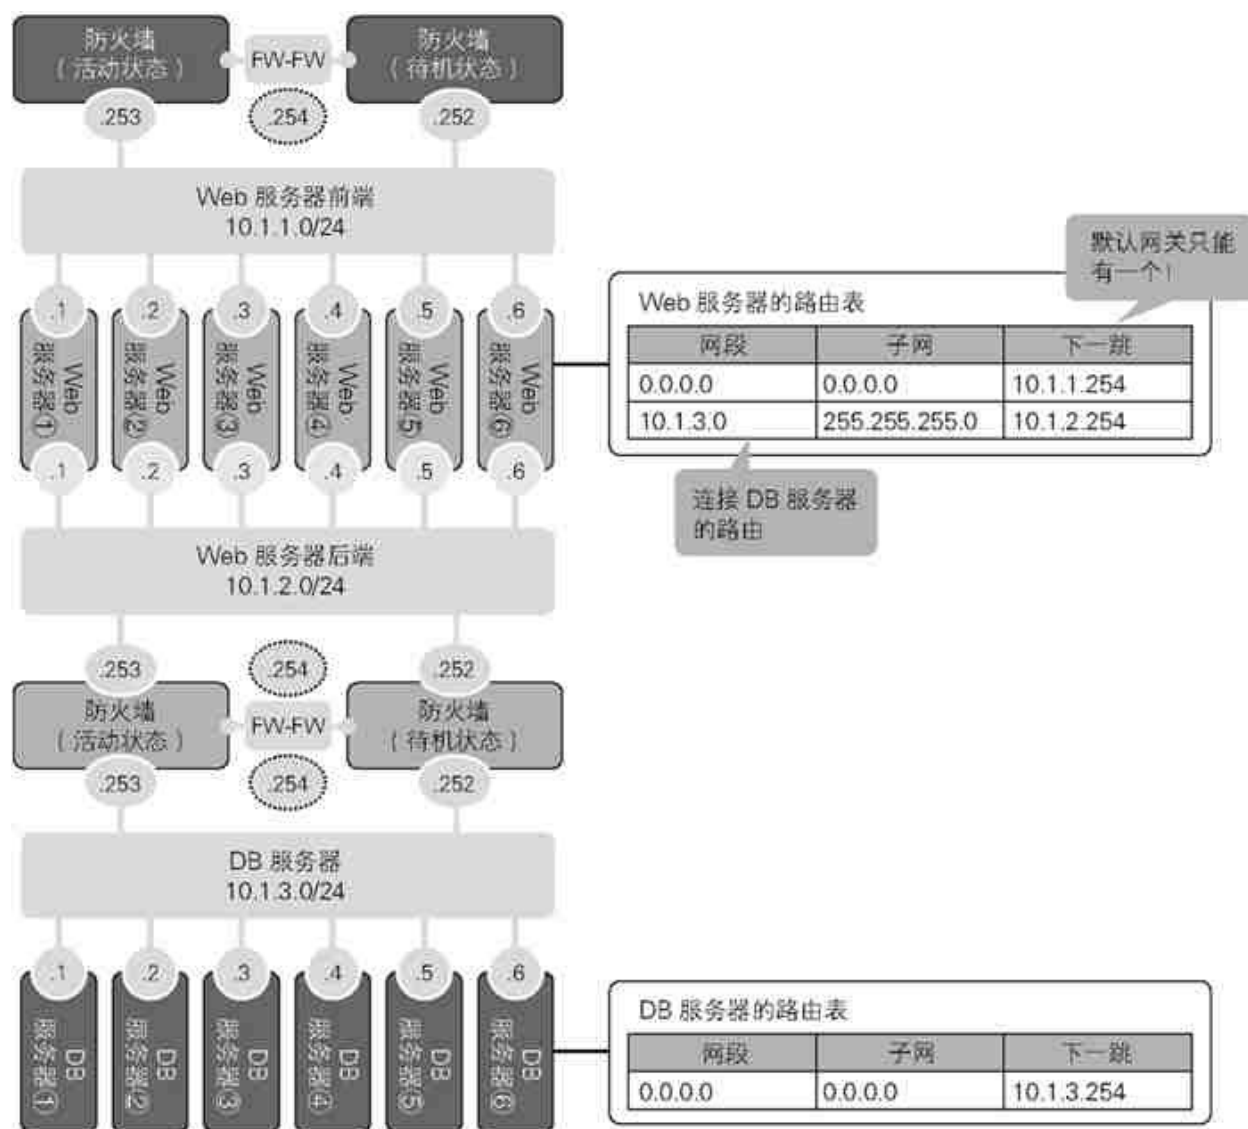 防火墙
（活动状态）
FW-FW
防火墙
（待机状态）
.253
.254
.252
Web 服务器前端
10.1.1.0/24
.1
.2
.3
.4
.5
.6
Web
服务器①
Web
服务器②
Web
服务器③
Web
服务器④
Web
服务器⑤
Web
服务器⑥
.1
.2
.3
.4
.5
.6
默认网关只能
有一个！
Web 服务器的路由表
网段 子网 下一跳
0.0.0.0 0.0.0.0 10.1.1.254
10.1.3.0 255.255.255.0 10.1.2.254
连接 DB 服务器
的路由
Web 服务器后端
10.1.2.0/24
.253
.254
.252
防火墙
（活动状态）
FW-FW
防火墙
（待机状态）
.253
.254
.252
DB 服务器
10.1.3.0/24
.1
.2
.3
.4
.5
.6
DB
服务器①
DB
服务器②
DB
服务器③
DB
服务器④
DB
服务器⑤
DB
服务器⑥
DB 服务器的路由表
网段 子网 下一跳
0.0.0.0 0.0.0.0 10.1.3.254